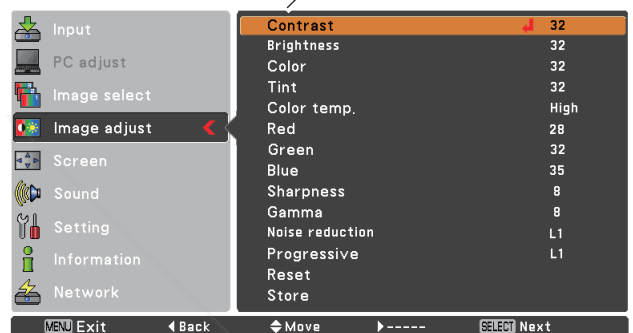 Input
PC adjust
Image select
Image adjust
Screen
Sound
Setting
Information
Network
Contrast 32
Brightness 32
Color 32
Tint 32
Color temp. High
Red 28
Green 32
Blue 35
Sharpness 8
Gamma 8
Noise reduction L1
Progressive L1
Reset
Store
MENU Exit Back Move ----- SELECT Next